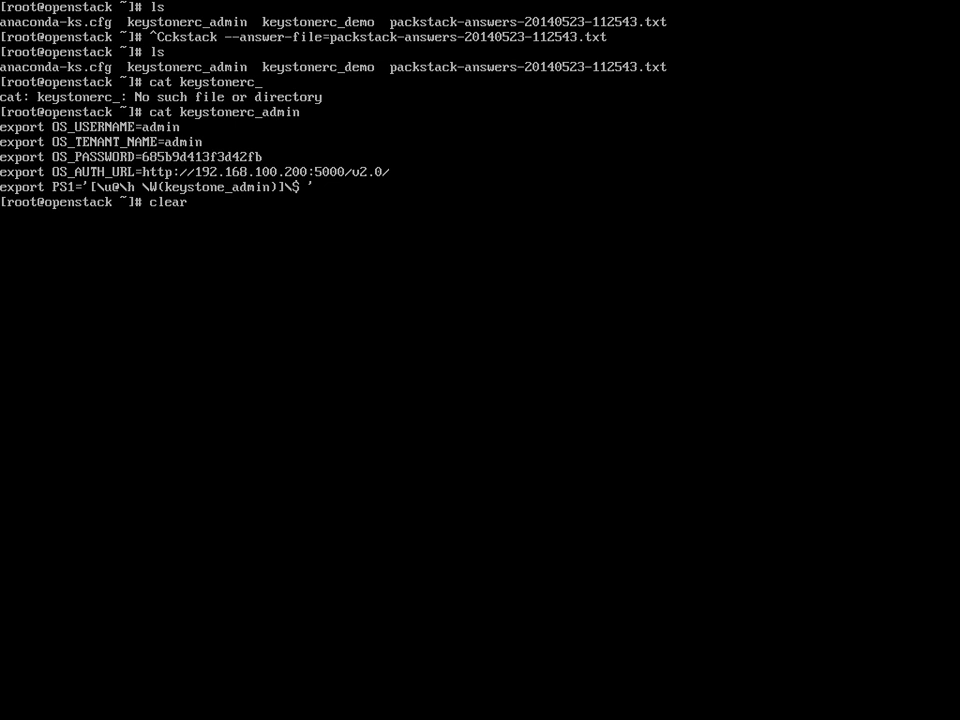 [root@openstack ~]# ls
anaconda-ks.cfg  keystonerc_admin  keystonerc_demo  packstack-answers-20140523-112543.txt
[root@openstack ~]# ^Cckstack --answer-file=packstack-answers-20140523-112543.txt
[root@openstack ~]# ls
anaconda-ks.cfg  keystonerc_admin  keystonerc_demo  packstack-answers-20140523-112543.txt
[root@openstack ~]# cat keystonerc_
cat: keystonerc_: No such file or directory
[root@openstack ~]# cat keystonerc_admin
export OS_USERNAME=admin
export OS_TENANT_NAME=admin
export OS_PASSWORD=685b9d413f3d42fb
export OS_AUTH_URL=http://192.168.100.200:5000/v2.0/
export PS1='[\u@\h \W(keystone_admin)]\$ '
[root@openstack ~]# clear